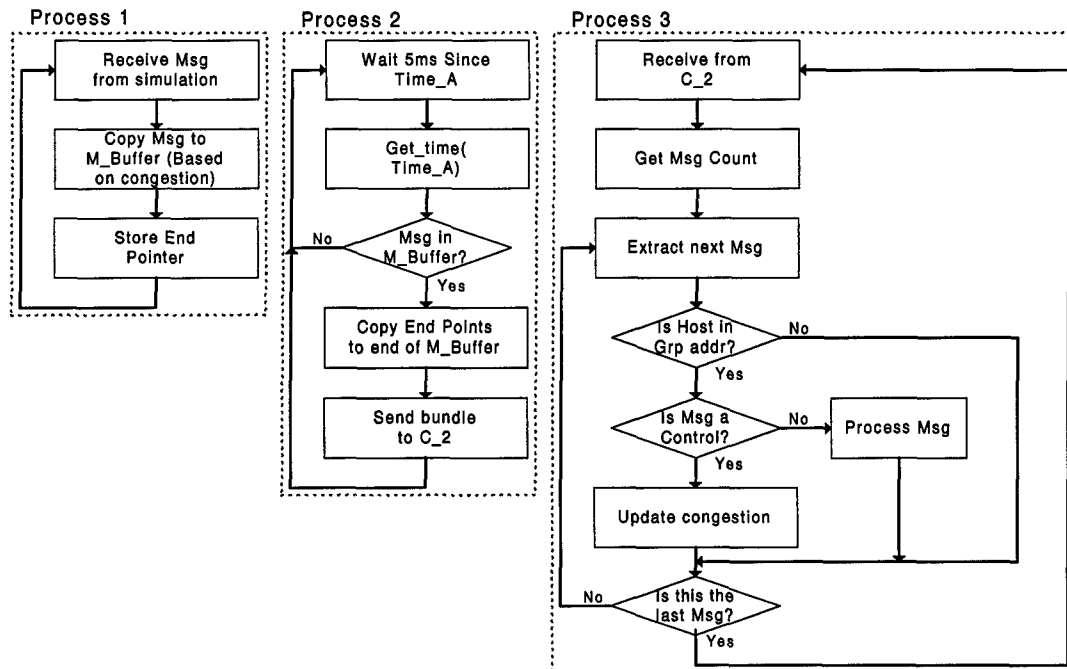 Process 1
Receive Msg
from simulation
Copy Msg to
M_Buffer (Based
on congestion)
Store End
Pointer
Process 2
Wait 5ms Since
Time_A
Get_time(
Time_A)
Msg in
M_Buffer?
No
Yes
Copy End Points
to end of M_Buffer
Send bundle
to C_2
Process 3
Receive from
C_2
Get Msg Count
Extract next Msg
Is Host in
Grp addr?
No
Yes
Is Msg a
Control?
No
Process Msg
Yes
Update congestion
Is this the
last Msg?
No
Yes